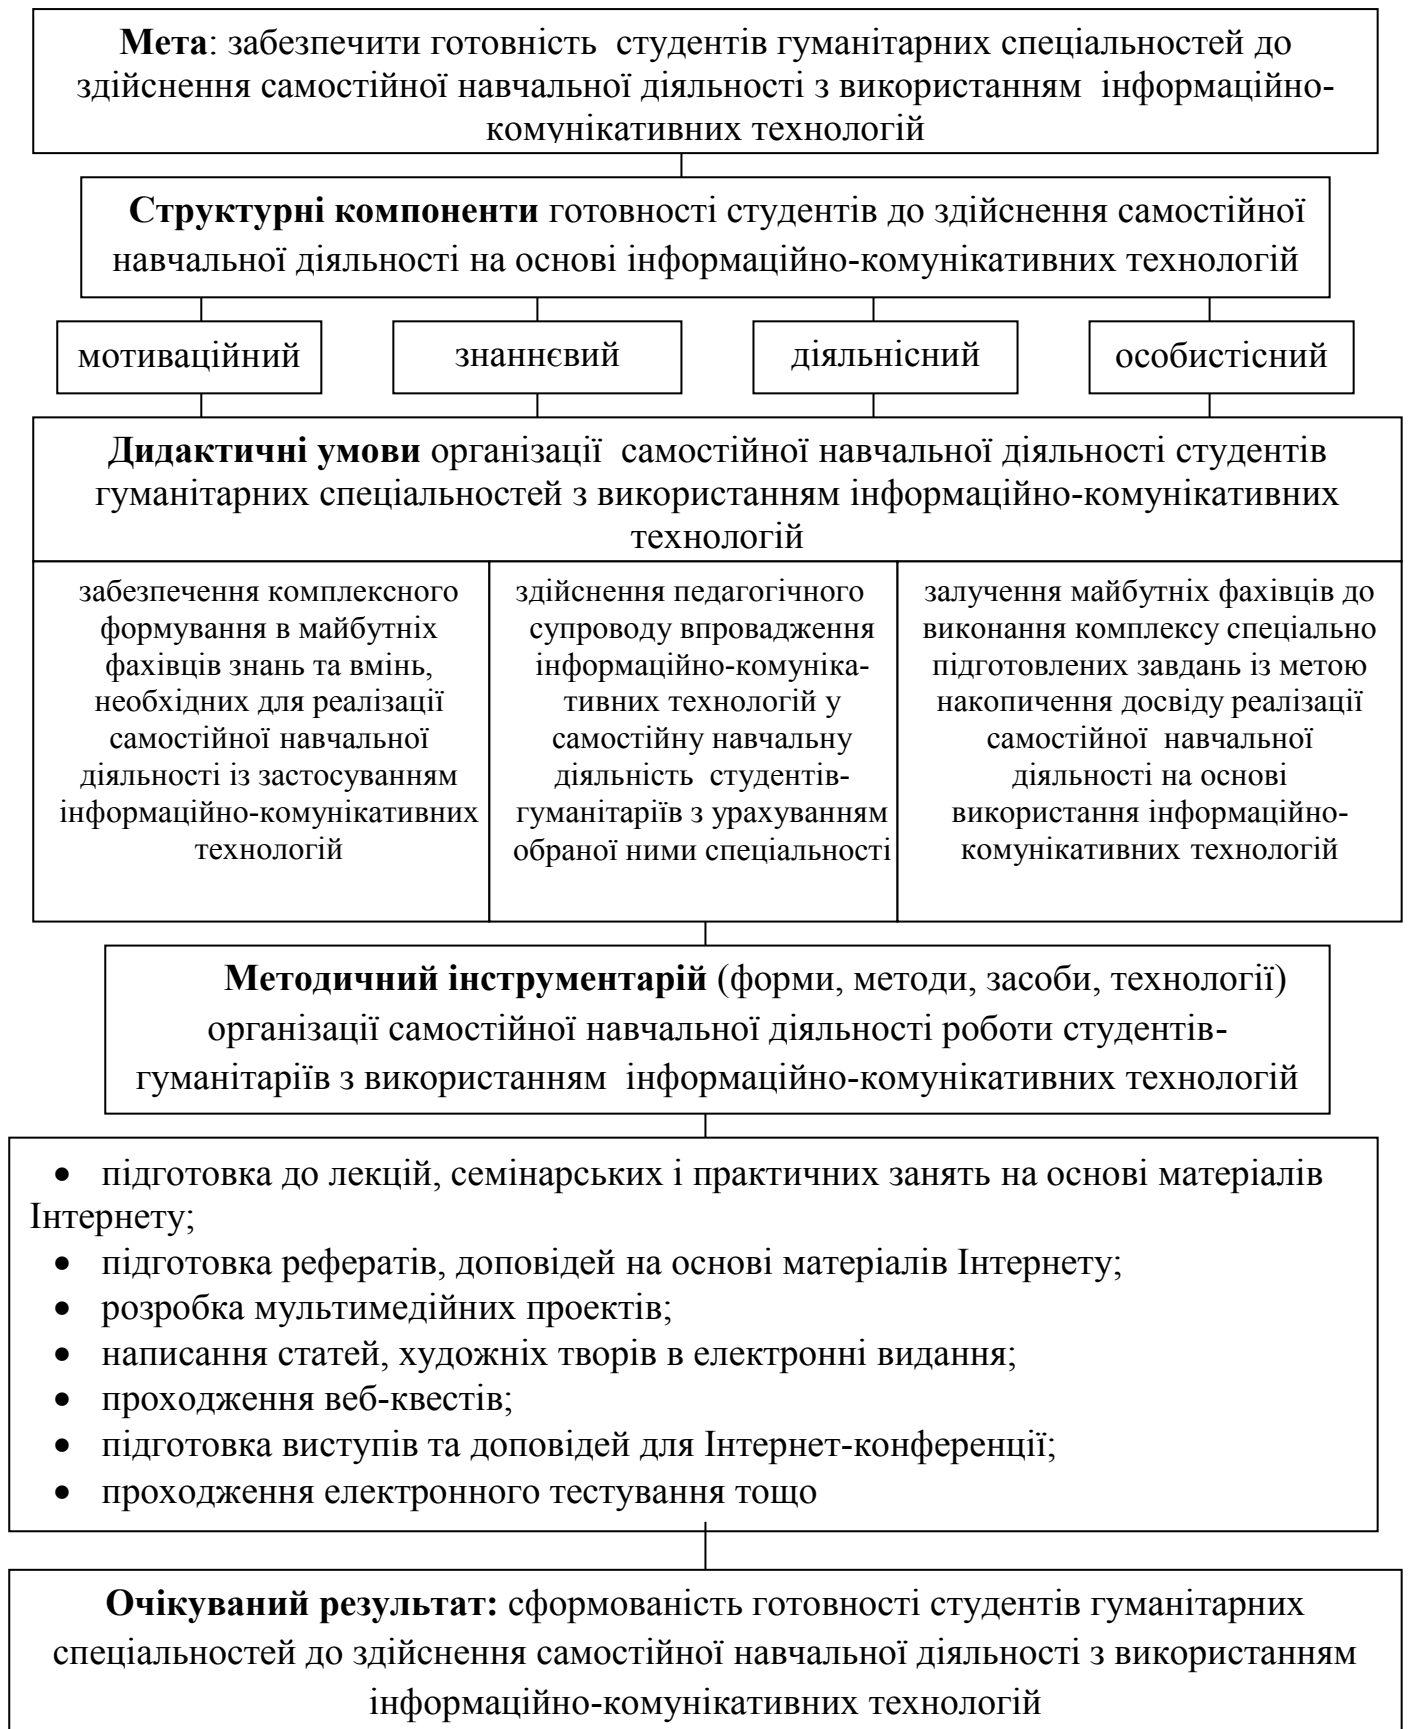 Мета: забезпечити готовність студентів гуманітарних спеціальностей до
здійснення самостійної навчальної діяльності з використанням інформаційно-
комунікативних технологій
Структурні компоненти готовності студентів до здійснення самостійної
навчальної діяльності на основі інформаційно-комунікативних технологій
мотиваційний
знаннєвий
діяльнісний
особистісний
Дидактичні умови організації самостійної навчальної діяльності студентів
гуманітарних спеціальностей з використанням інформаційно-комунікативних
технологій
забезпечення комплексного
формування в майбутніх
фахівців знань та вмінь,
необхідних для реалізації
самостійної навчальної
діяльності із застосуванням
інформаційно-комунікативних
технологій
здійснення педагогічного
супроводу впровадження
інформаційно-комуніка-
тивних технологій у
самостійну навчальну
діяльність студентів-
гуманітаріїв з урахуванням
обраної ними спеціальності
залучення майбутніх фахівців до
виконання комплексу спеціально
підготовлених завдань із метою
накопичення досвіду реалізації
самостійної навчальної
діяльності на основі
використання інформаційно-
комунікативних технологій
Методичний інструментарій (форми, методи, засоби, технології)
організації самостійної навчальної діяльності роботи студентів-
гуманітаріїв з використанням інформаційно-комунікативних технологій
• підготовка до лекцій, семінарських і практичних занять на основі матеріалів
Інтернету;
• підготовка рефератів, доповідей на основі матеріалів Інтернету;
• розробка мультимедійних проектів;
• написання статей, художніх творів в електронні видання;
• проходження веб-квестів;
• підготовка виступів та доповідей для Інтернет-конференції;
• проходження електронного тестування тощо
Очікуваний результат: сформованість готовності студентів гуманітарних
спеціальностей до здійснення самостійної навчальної діяльності з використанням
інформаційно-комунікативних технологій